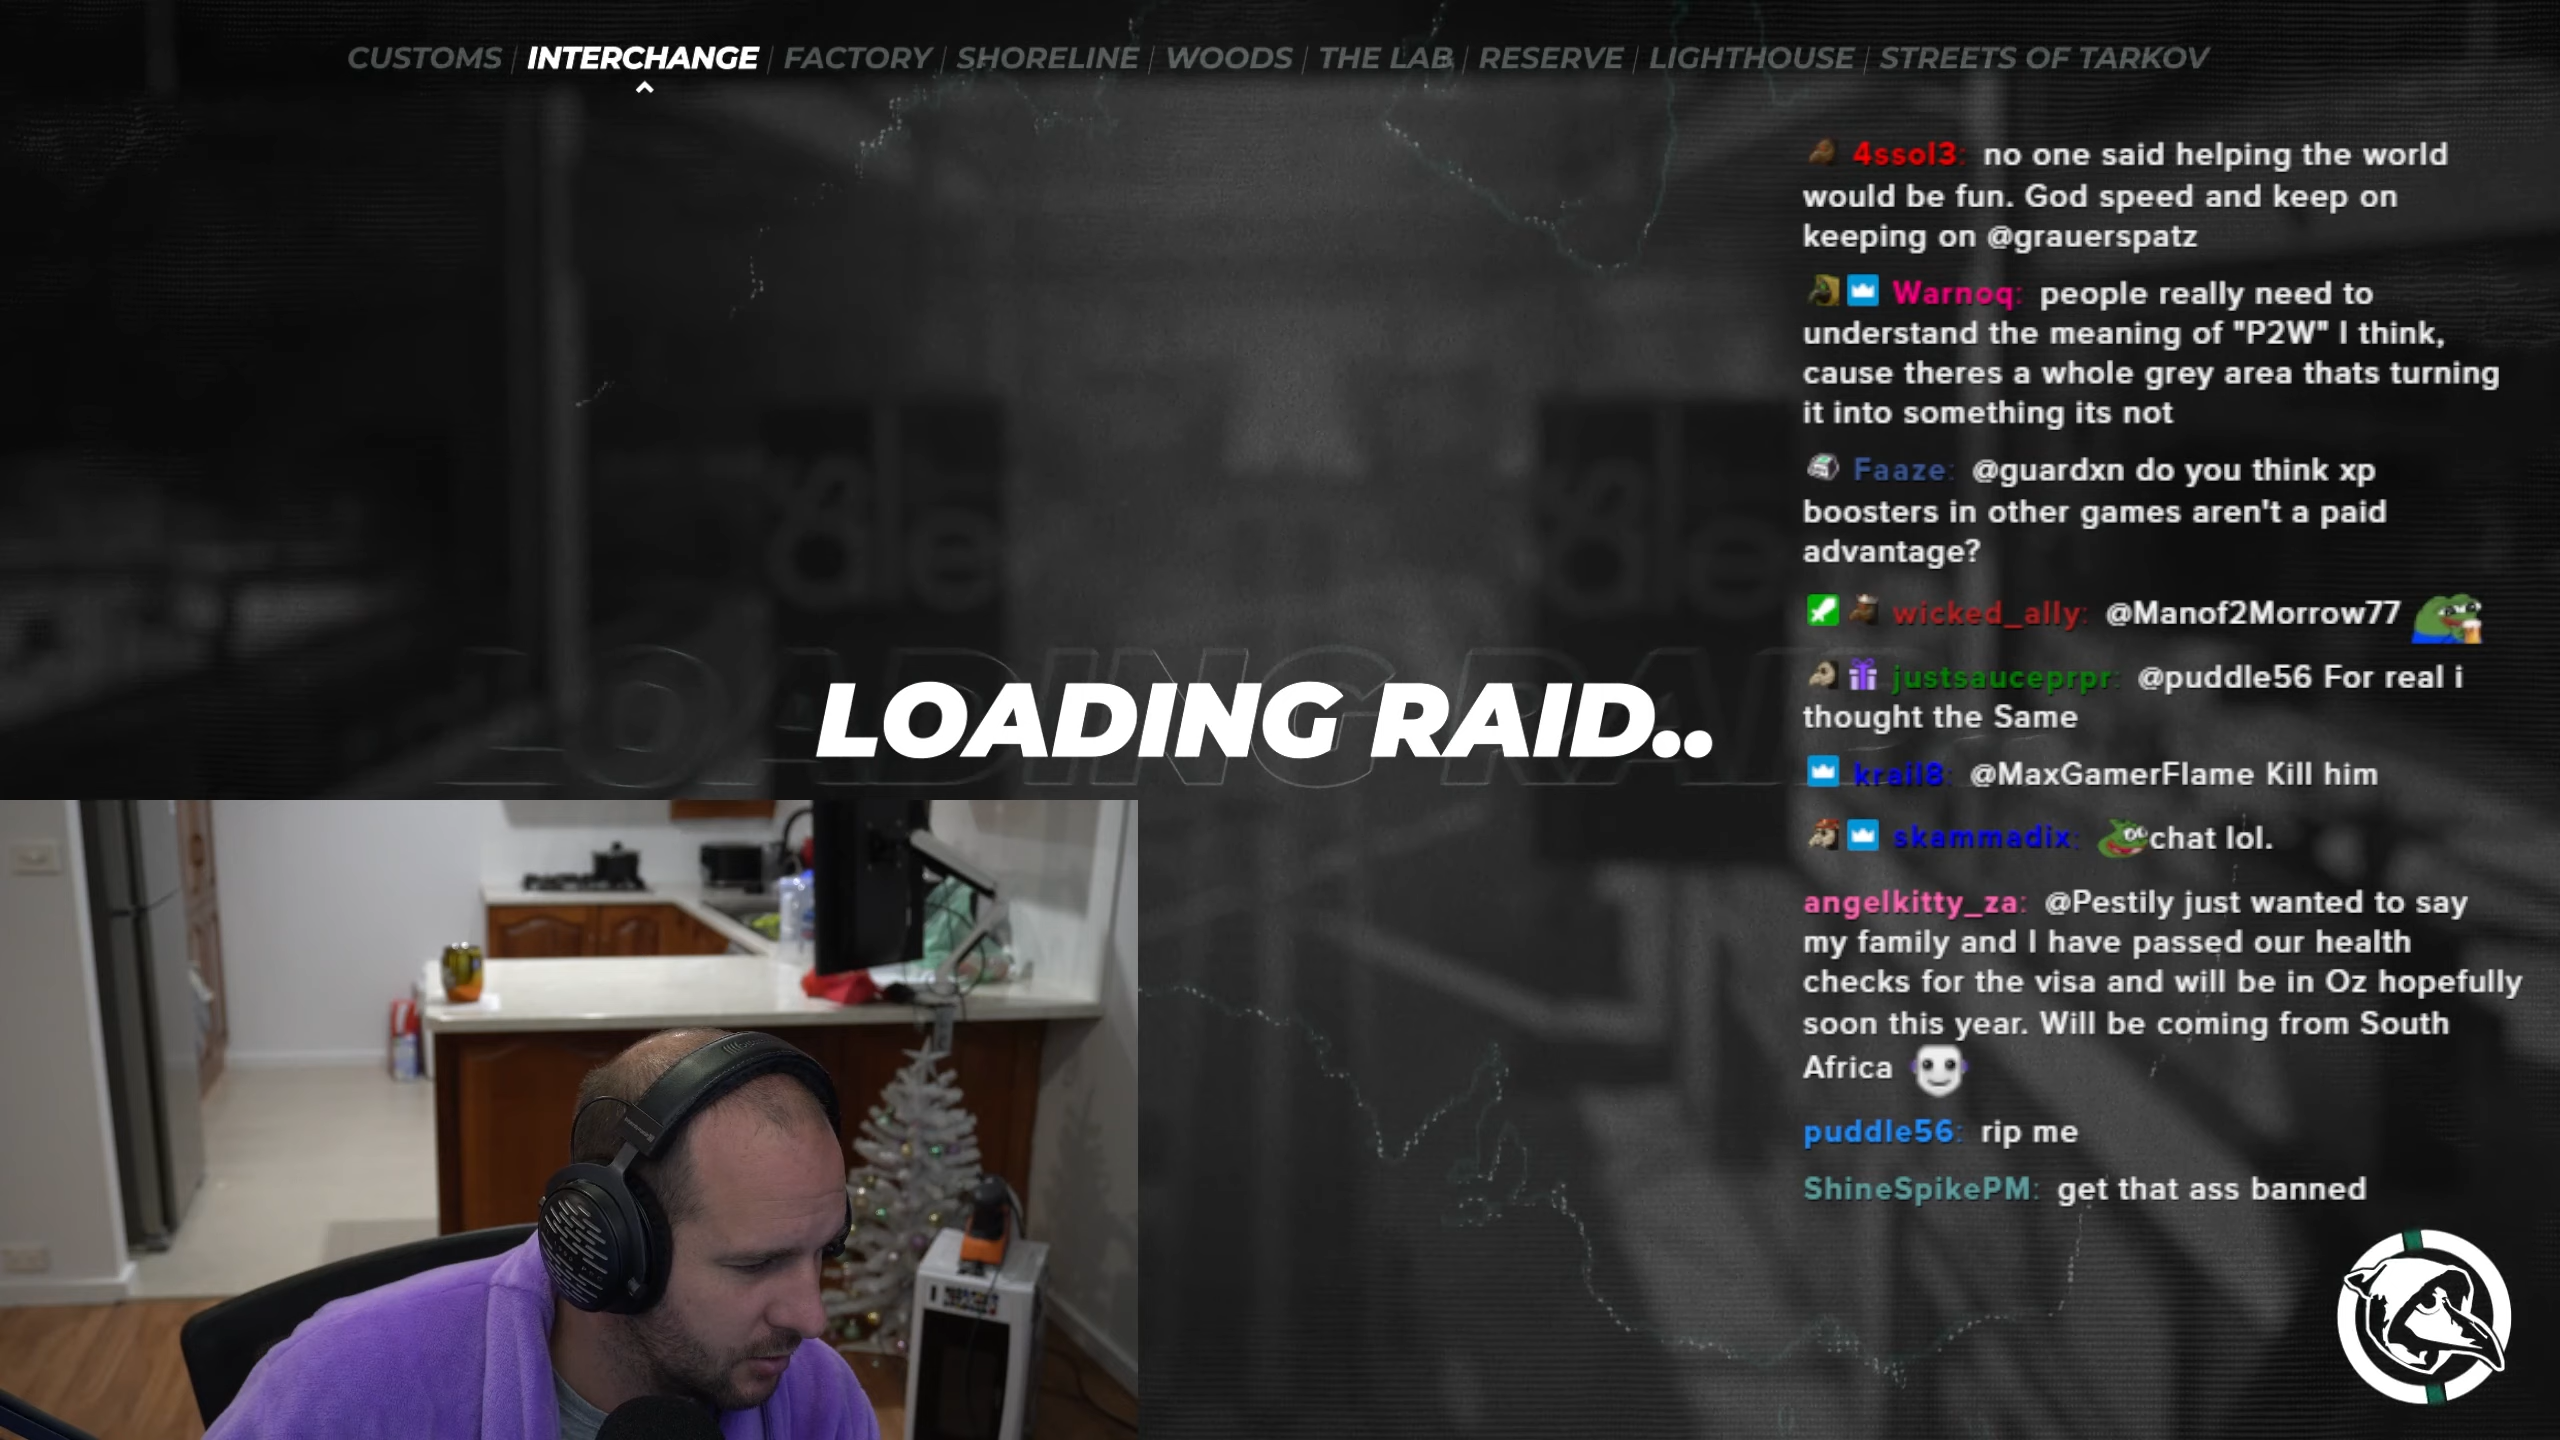 CUSTOMS | INTERCHANGE | FACTORY | SHORELINE | WOODS | THE LAB | RESERVE | LIGHTHOUSE | STREETS OF TARKOV
4ssol3: no one said helping the world
would be fun. God speed and keep on
keeping on @grauerspatz
Warnoq: people really need to
understand the meaning of "P2W" I think,
cause theres a whole grey area thats turning
it into something its not
Faaze: @guardxn do you think xp
boosters in other games aren't a paid
advantage?
wicked_ally: @Manof2Morrow77
justsauceprpr: @puddle56 For real i
thought the Same
LOADING RAID..
krail8: @MaxGamerFlame Kill him
skammadix: chat lol.
angelkitty_za: @Pestily just wanted to say
my family and I have passed our health
checks for the visa and will be in Oz hopefully
soon this year. Will be coming from South
Africa
puddle56: rip me
ShineSpikePM: get that ass banned